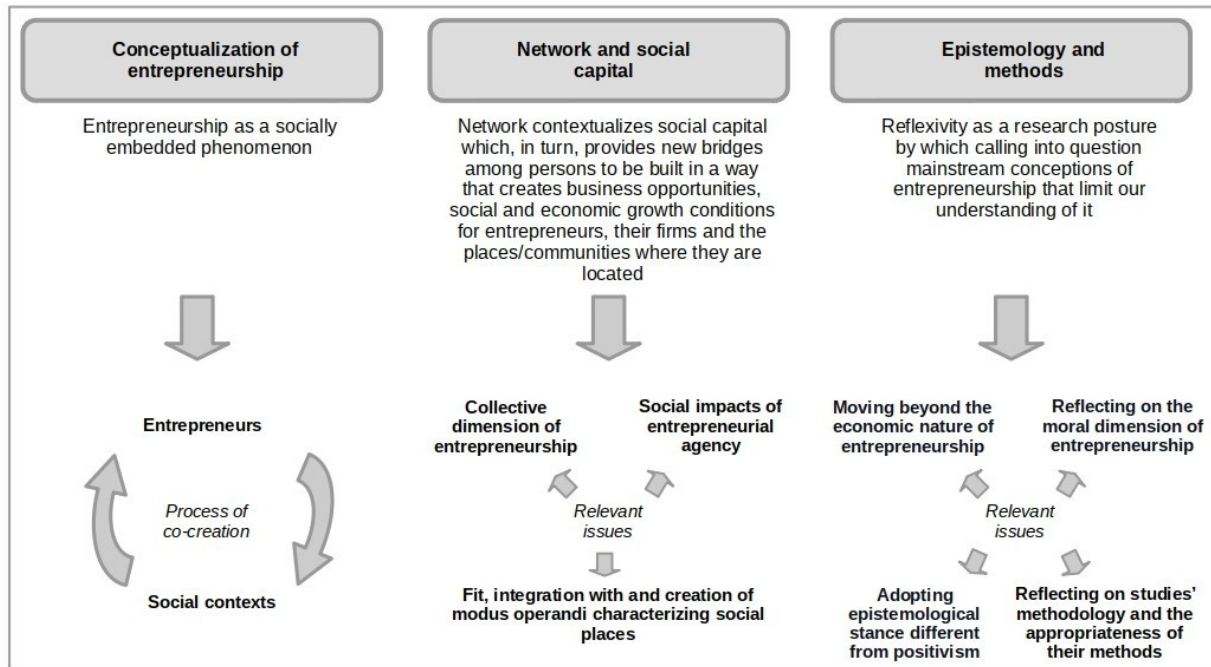 Conceptualization of
entrepreneurship
Entrepreneurship as a socially
embedded phenomenon
Entrepreneurs
Process of
co-creation
Social contexts
Network and social
capital
Network contextualizes social capital
which, in turn, provides new bridges
among persons to be built in a way
that creates business opportunities,
social and economic growth conditions
for entrepreneurs, their firms and the
places/communities where they are
located
Collective
dimension of
entrepreneurship
Social impacts of
entrepreneurial
agency
Relevant
issues
Fit, integration with and creation of
modus operandi characterizing social
places
Epistemology and
methods
Reflexivity as a research posture
by which calling into question
mainstream conceptions of
entrepreneurship that limit our
understanding of it
Moving beyond the
economic nature of
entrepreneurship
Reflecting on the
moral dimension of
entrepreneurship
Relevant
issues
Adopting
epistemological
stance different
from positivism
Reflecting on studies’
methodology and the
appropriateness of
their methods